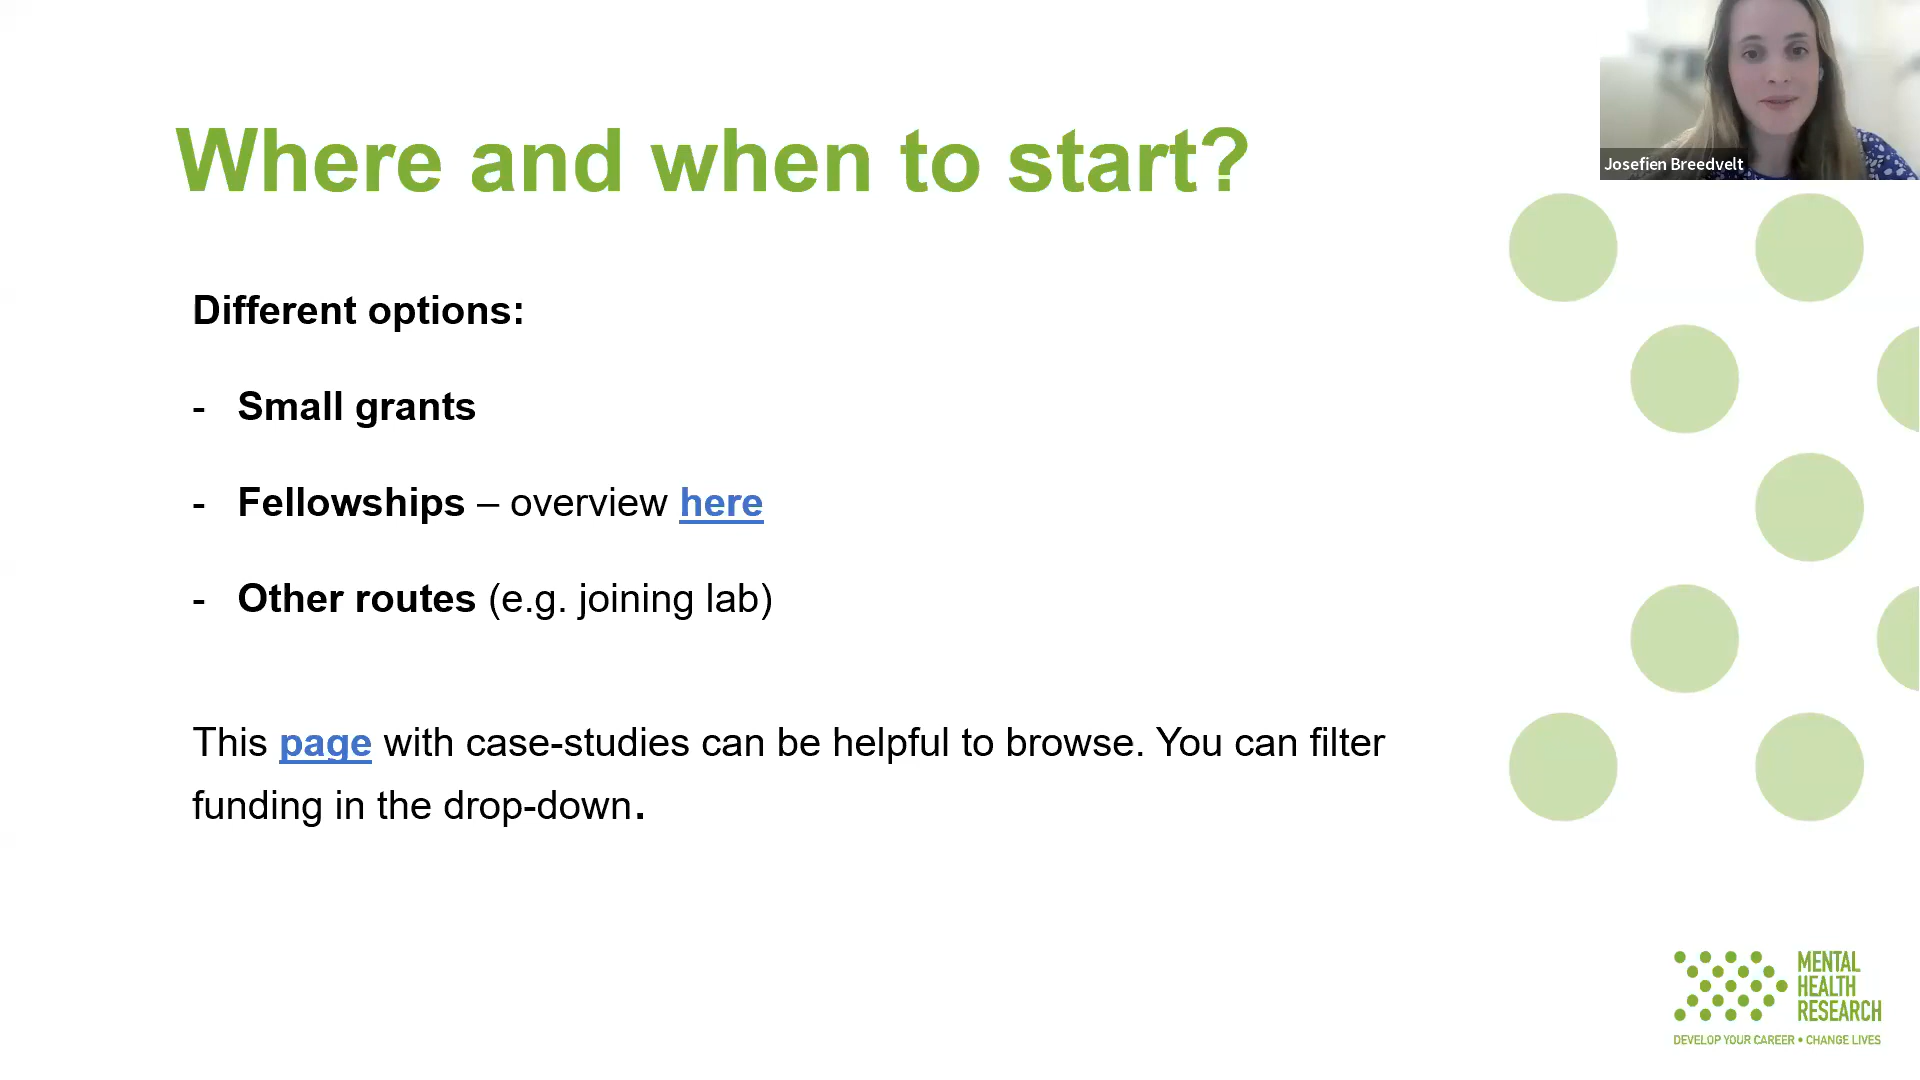 Where and when to start?
Josefien Breedvelt
Different options:
- Small grants
- Fellowships – overview here
- Other routes (e.g. joining lab)
This page with case-studies can be helpful to browse. You can filter
funding in the drop-down.
MENTAL
HEALTH
RESEARCH
DEVELOP YOUR CAREER • CHANGE LIVES